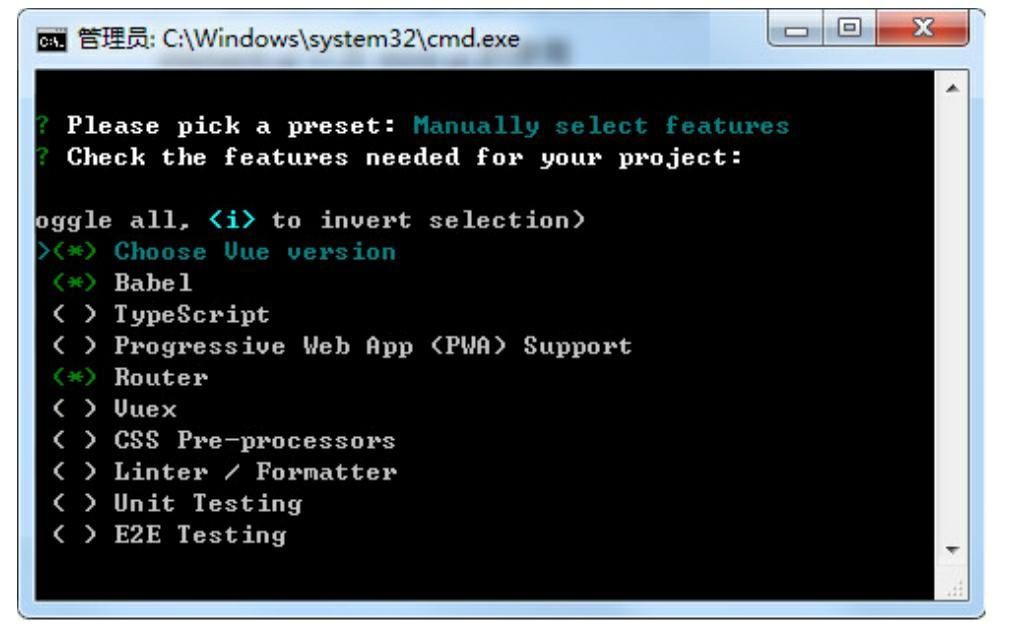 管理员: C:\Windows\system32\cmd.exe
? Please pick a preset: Manually select features
? Check the features needed for your project:
oggle all, <i> to invert selection)
>(*) Choose Vue version
(*) Babel
( ) TypeScript
( ) Progressive Web App (PWA) Support
(*) Router
( ) Vuex
( ) CSS Pre-processors
( ) Linter / Formatter
( ) Unit Testing
( ) E2E Testing